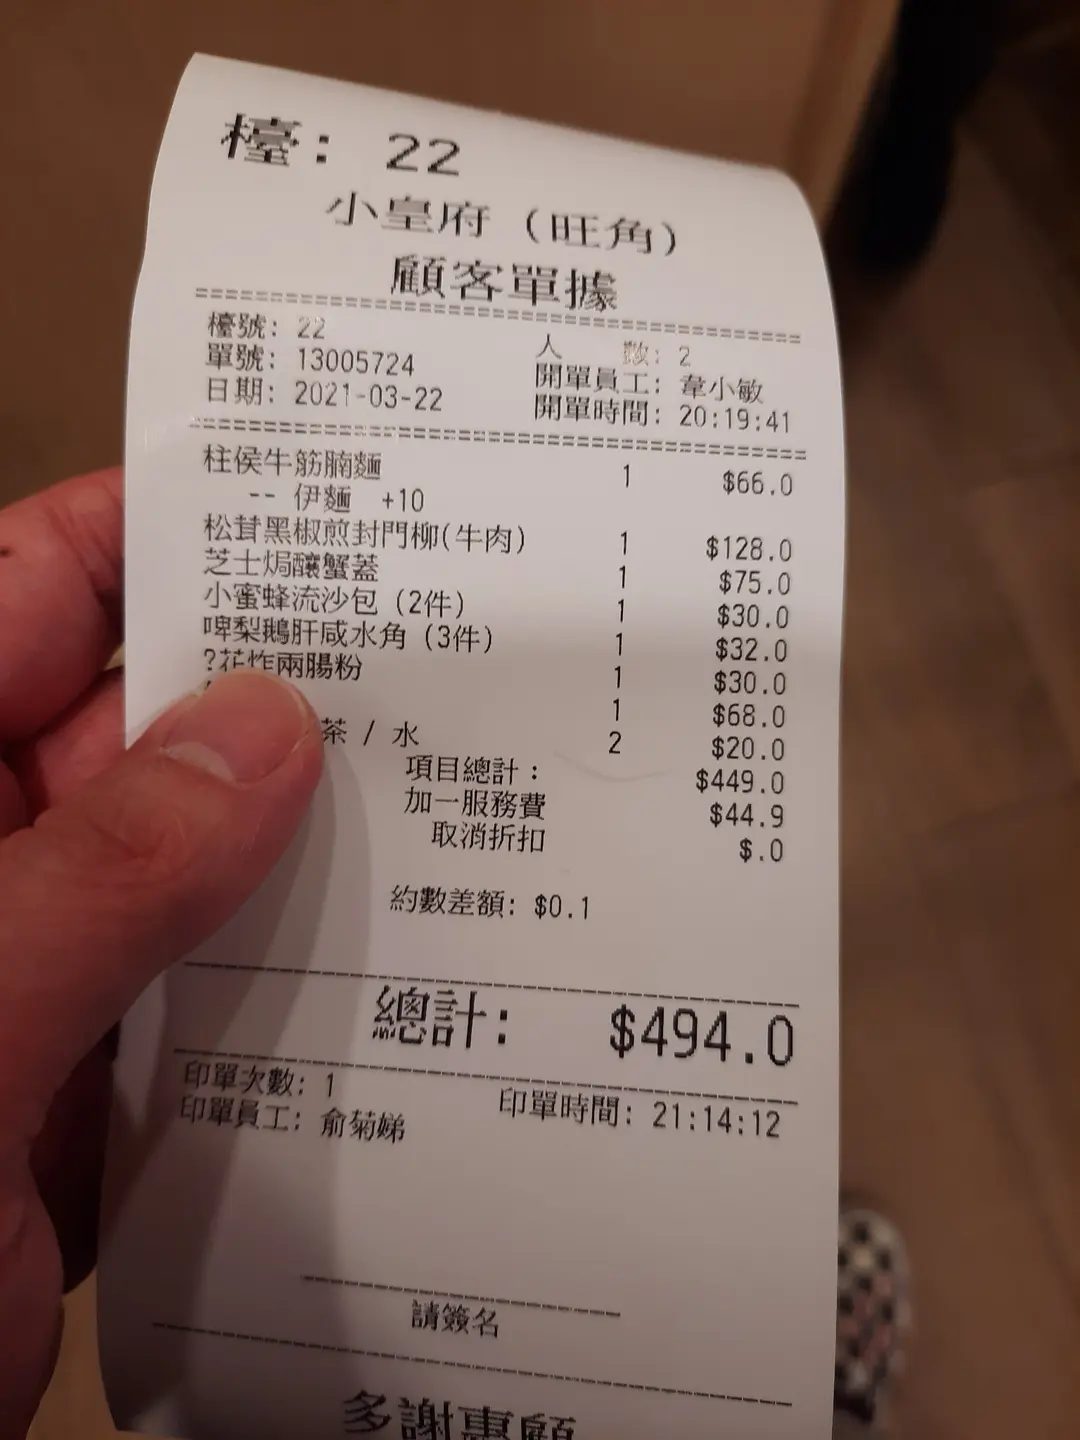 檯: 22
小皇府 (旺角)
顧客單據
檯號: 22 人 數: 2
單號: 13005724 開單員工: 韋小敏
日期: 2021-03-22 開單時間: 20:19:41
柱侯牛筋腩麵 1 $66.0
-- 伊麵 +10
松茸黑椒煎封門柳(牛肉) 1 $128.0
芝士焗釀蟹蓋 1 $75.0
小蜜蜂流沙包 (2件) 1 $30.0
啤梨鵝肝咸水角 (3件) 1 $32.0
?花炸兩腸粉 1 $30.0
1 $68.0
茶 / 水 2 $20.0
項目總計: $449.0
加一服務費 $44.9
取消折扣 $.0
約數差額: $0.1
總計: $494.0
印單次數: 1 印單時間: 21:14:12
印單員工: 俞菊娣
請簽名
多謝惠顧